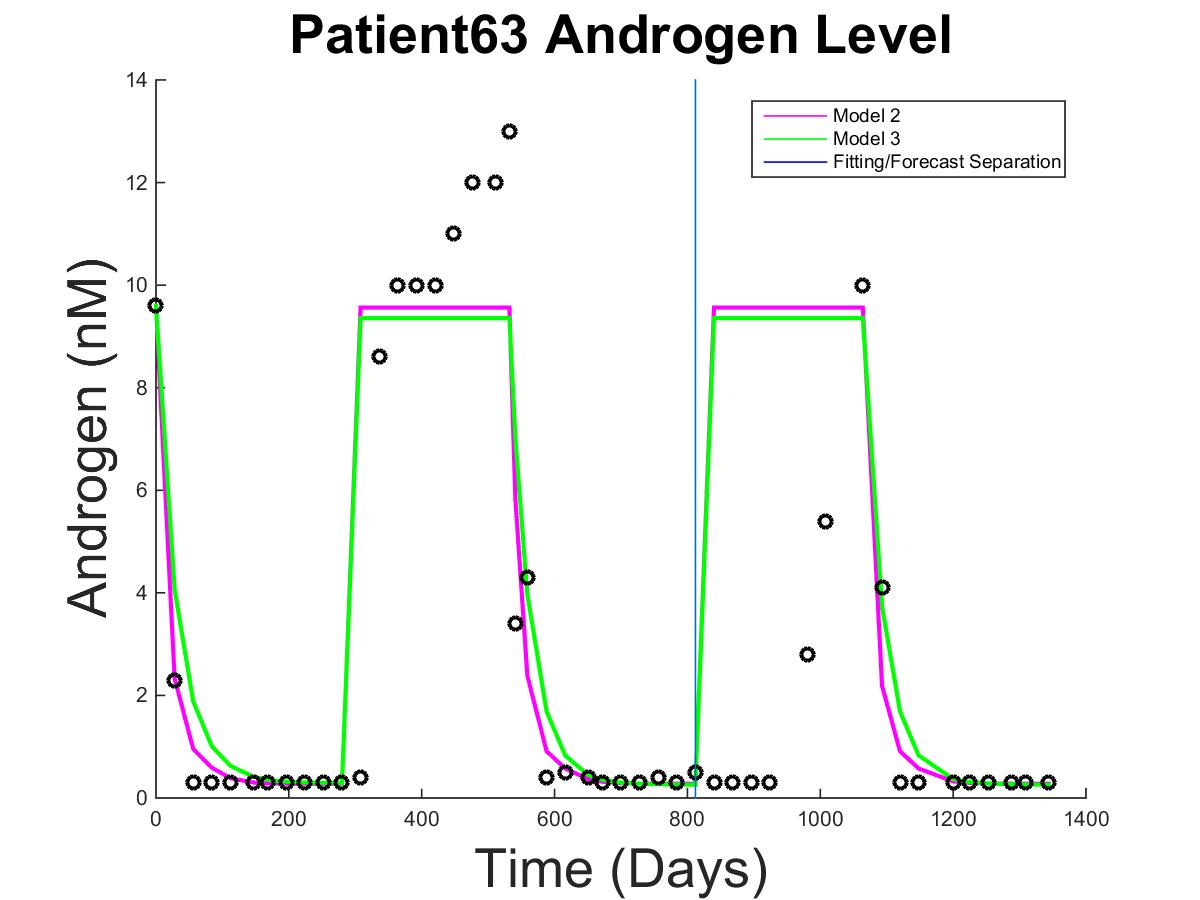 Patient63 Androgen Level
Model 2
Model 3
Fitting/Forecast Separation
Androgen (nM)
14
12
10
8
6
4
2
0
0 200 400 600 800 1000 1200 1400
Time (Days)